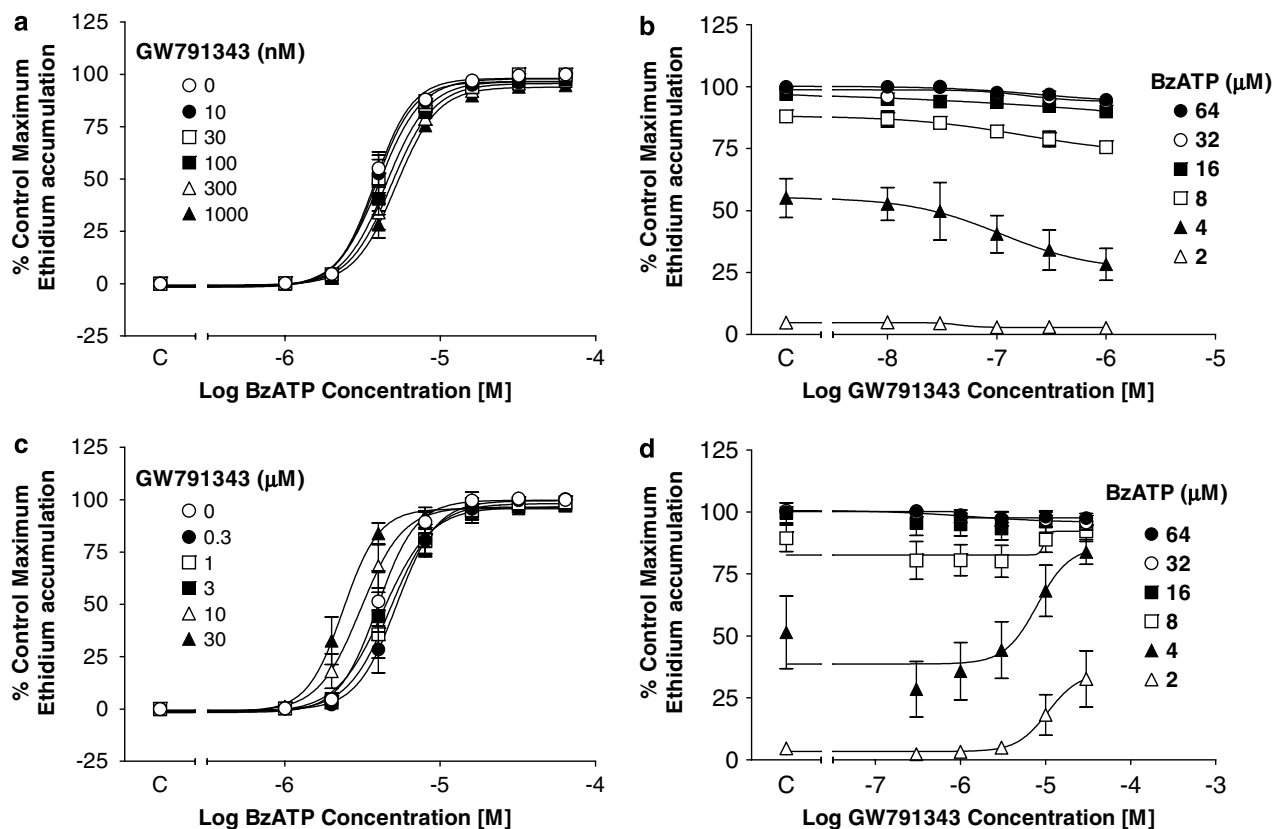 a
% Control Maximum
Ethidium accumulation
125
100
75
50
25
0
-25
GW791343 (nM)
0
10
30
100
300
1000
C
-6
-5
-4
Log BzATP Concentration [M]
b
% Control Maximum
Ethidium accumulation
125
100
75
50
25
0
BzATP (μM)
64
32
16
8
4
2
C
-8
-7
-6
-5
Log GW791343 Concentration [M]
c
% Control Maximum
Ethidium accumulation
125
100
75
50
25
0
-25
GW791343 (μM)
0
0.3
1
3
10
30
C
-6
-5
-4
Log BzATP Concentration [M]
d
% Control Maximum
Ethidium accumulation
125
100
75
50
25
0
BzATP (μM)
64
32
16
8
4
2
C
-7
-6
-5
-4
-3
Log GW791343 Concentration [M]